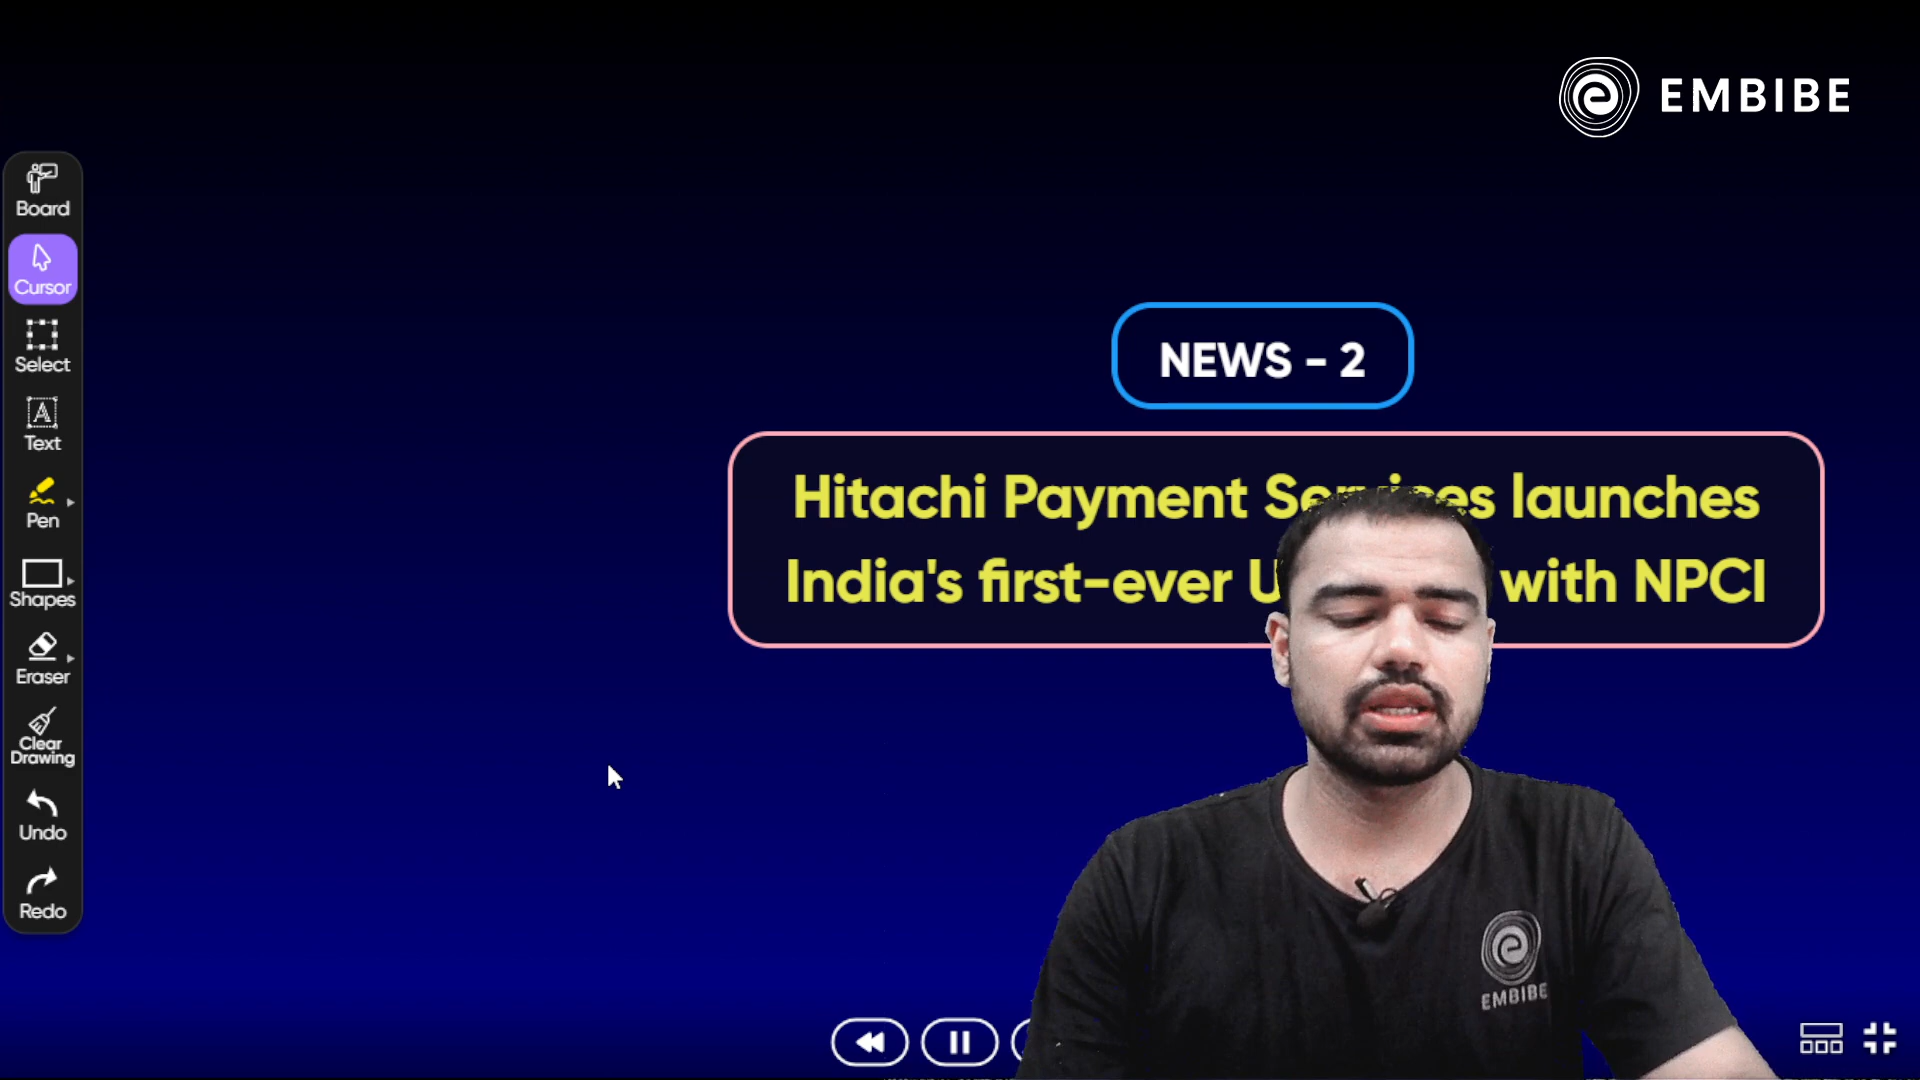 EMBIBE
Board
Cursor
Select
Text
Pen
Shapes
Eraser
Clear
Drawing
Undo
Redo
NEWS - 2
Hitachi Payment Services launches
India's first-ever with NPCI
EMBIBE